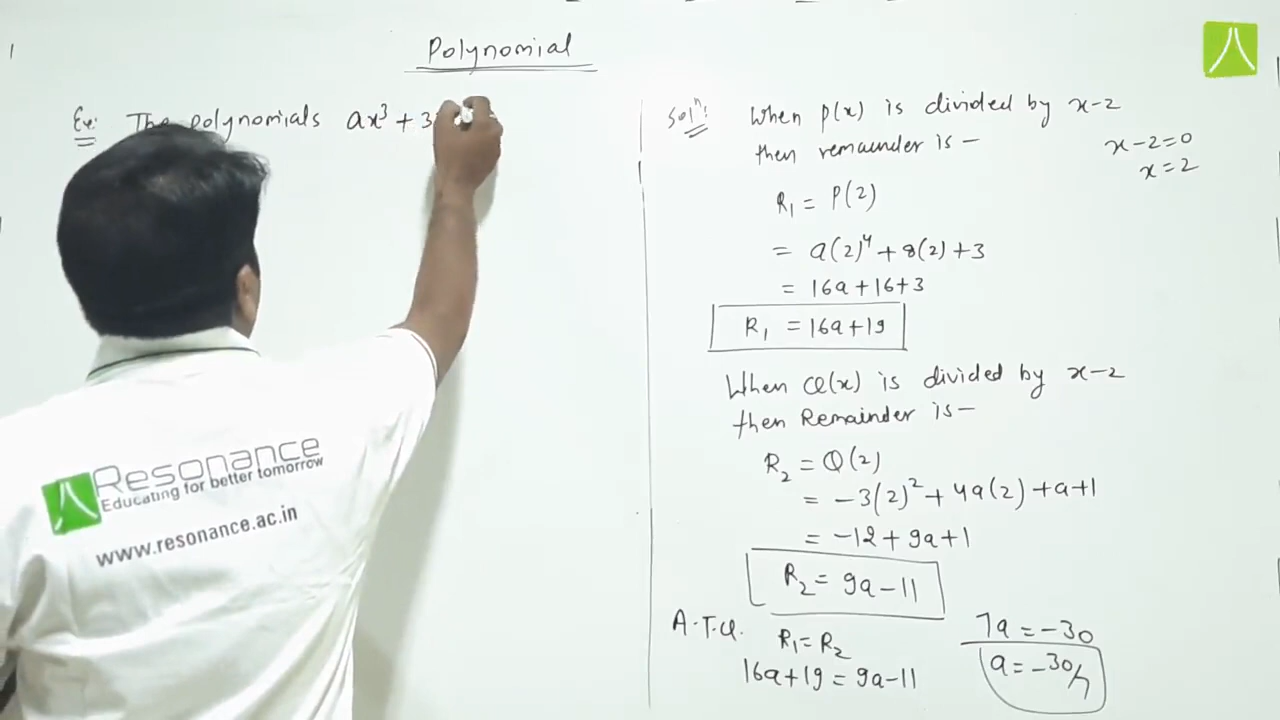 Polynomial
Ex: The polynomials ax³ + 3
Solⁿ: When p(x) is divided by x-2
then remainder is -
x-2=0
x=2
R₁ = P(2)
= a(2)⁴ + 8(2) + 3
= 16a+16+3
R₁ = 16a+19
When Q(x) is divided by x-2
then Remainder is -
R₂ = Q(2)
= -3(2)² + 4a(2) + a+1
= -12 + 9a+1
R₂ = 9a-11
A.T.Q. R₁=R₂
16a+19 = 9a-11
7a = -30
a = -30/7
Resonance
Educating for better tomorrow
www.resonance.ac.in